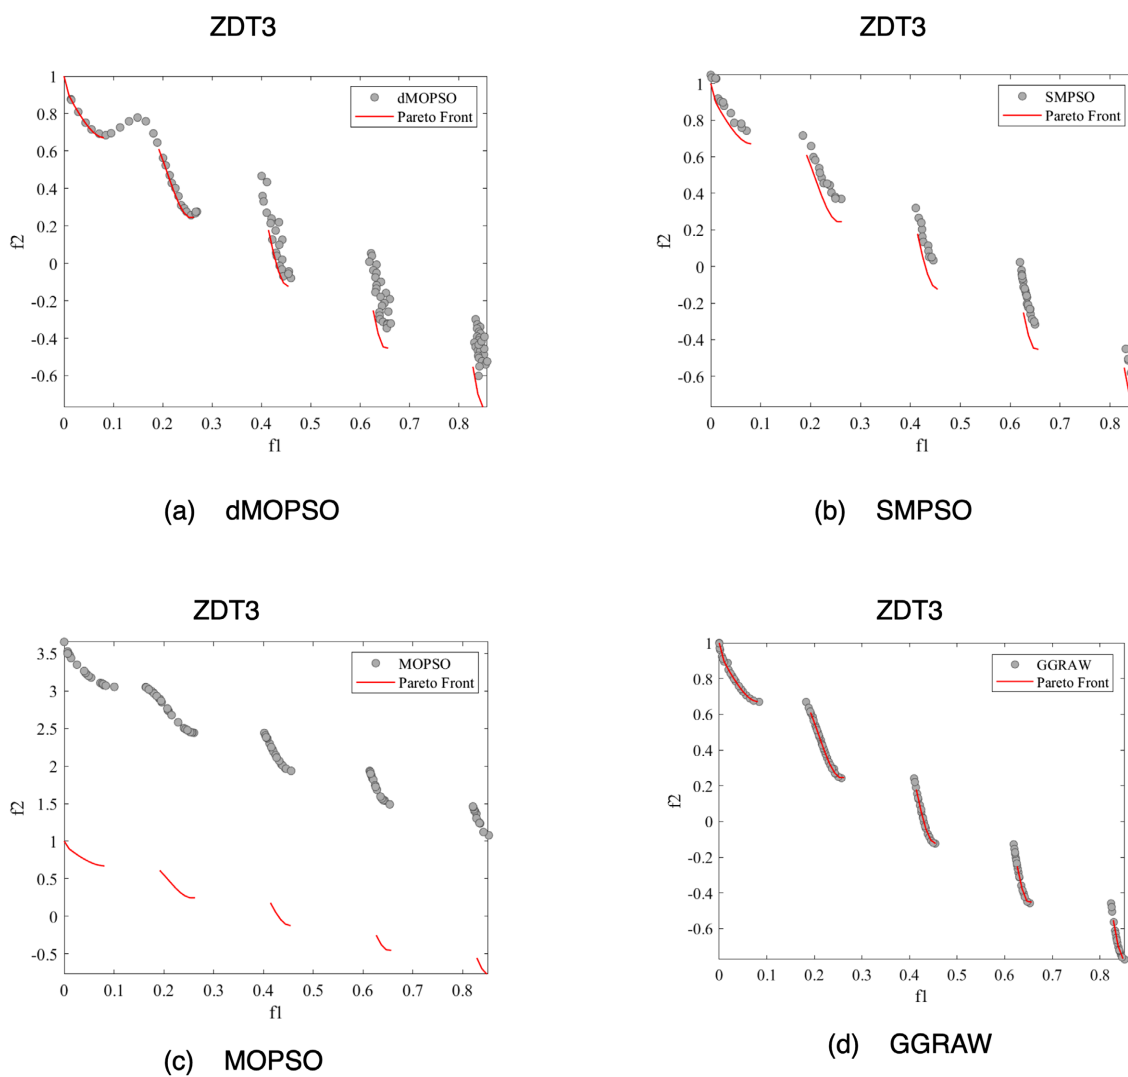 ZDT3
1
0.8
0.6
0.4
0.2
0
-0.2
-0.4
-0.6
f2
0 0.1 0.2 0.3 0.4 0.5 0.6 0.7 0.8
f1
dMOPSO
Pareto Front
(a) dMOPSO
ZDT3
1
0.8
0.6
0.4
0.2
0
-0.2
-0.4
-0.6
f2
0 0.1 0.2 0.3 0.4 0.5 0.6 0.7 0.8
f1
SMPSO
Pareto Front
(b) SMPSO
ZDT3
3.5
3
2.5
2
1.5
1
0.5
0
-0.5
f2
0 0.1 0.2 0.3 0.4 0.5 0.6 0.7 0.8
f1
MOPSO
Pareto Front
(c) MOPSO
ZDT3
1
0.8
0.6
0.4
0.2
0
-0.2
-0.4
-0.6
f2
0 0.1 0.2 0.3 0.4 0.5 0.6 0.7 0.8
f1
GGRAW
Pareto Front
(d) GGRAW